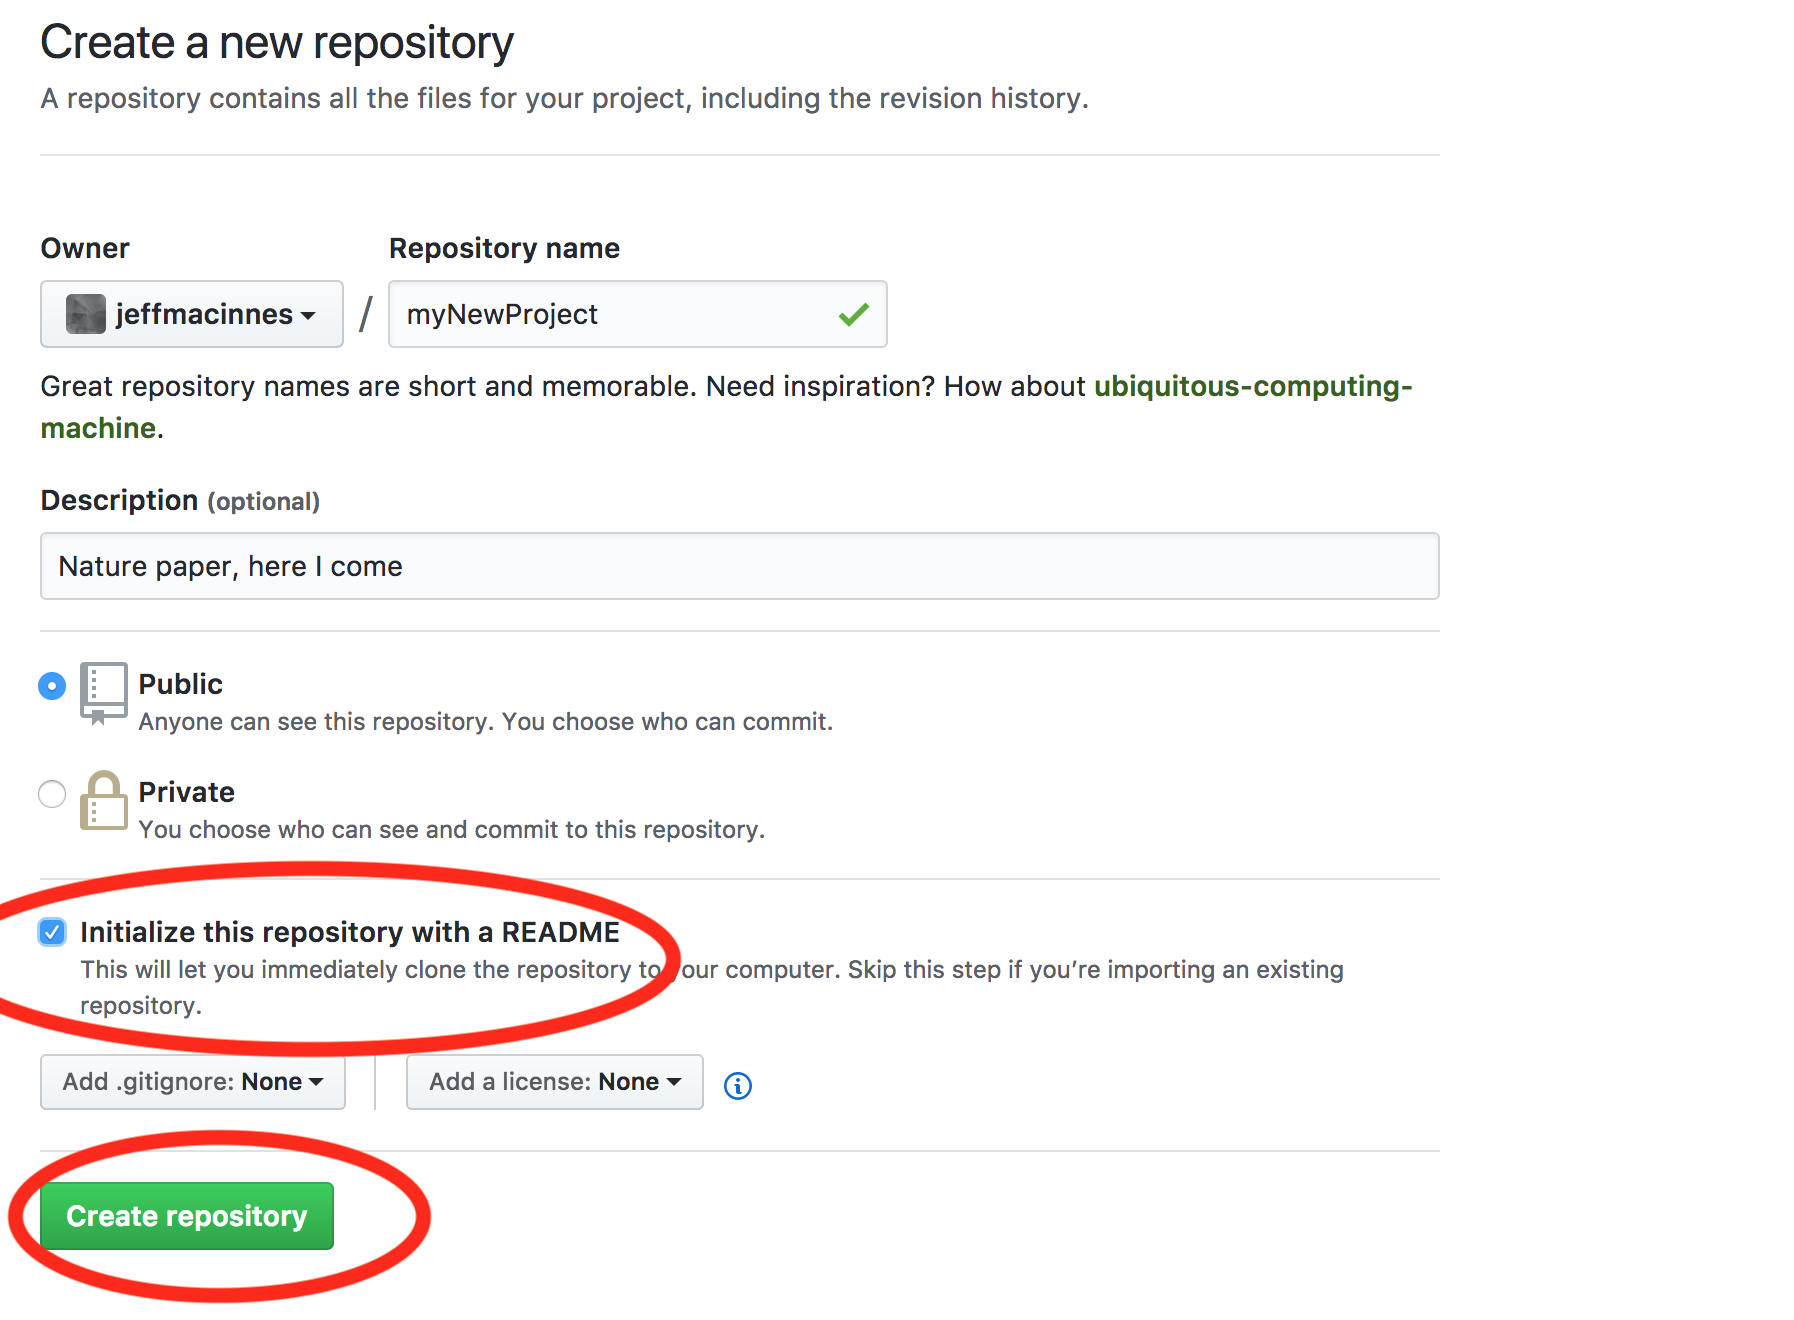 Create a new repository
A repository contains all the files for your project, including the revision history.
Owner
Repository name
jeffmacinnes / myNewProject
Great repository names are short and memorable. Need inspiration? How about ubiquitous-computing-
machine.
Description (optional)
Nature paper, here I come
Public
Anyone can see this repository. You choose who can commit.
Private
You choose who can see and commit to this repository.
Initialize this repository with a README
This will let you immediately clone the repository to your computer. Skip this step if you’re importing an existing
repository.
Add .gitignore: None
Add a license: None
Create repository